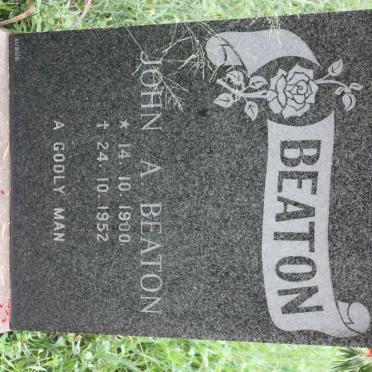 BEATON
JOHN A BEATON
★ 14.10.1900
✝ 24.10.1952
A GODLY MAN